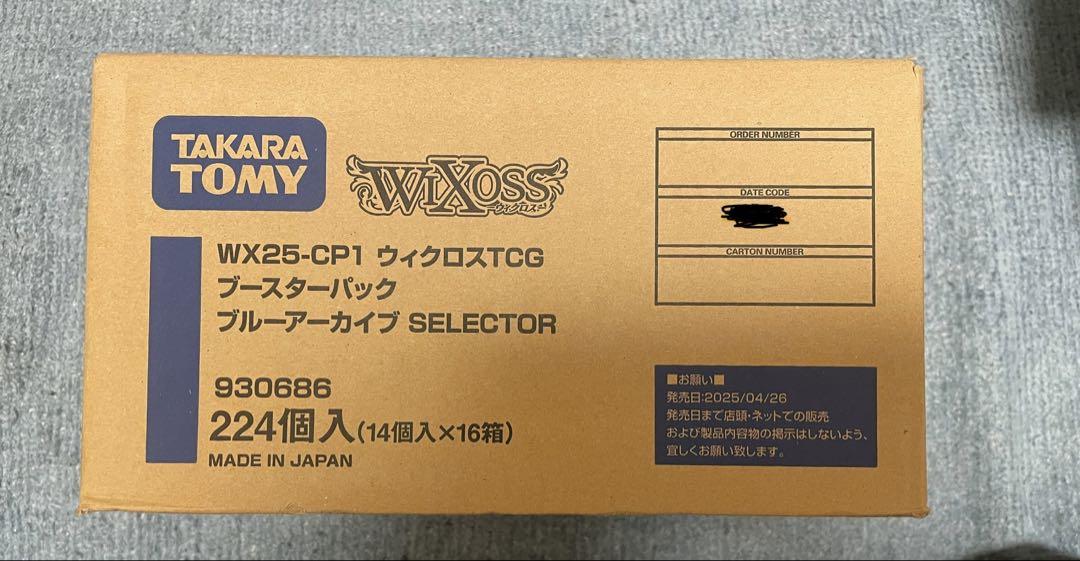 TAKARA
TOMY
WIXOSS
ウィクロス
WX25-CP1 ウィクロスTCG
ブースターパック
ブルーアーカイブ SELECTOR
930686
224個入(14個入×16箱)
MADE IN JAPAN
ORDER NUMBER
DATE CODE
CARTON NUMBER
■お願い■
発売日:2025/04/26
発売日まで店頭・ネットでの販売
および製品内容物の掲示はしないよう、
宜しくお願い致します。